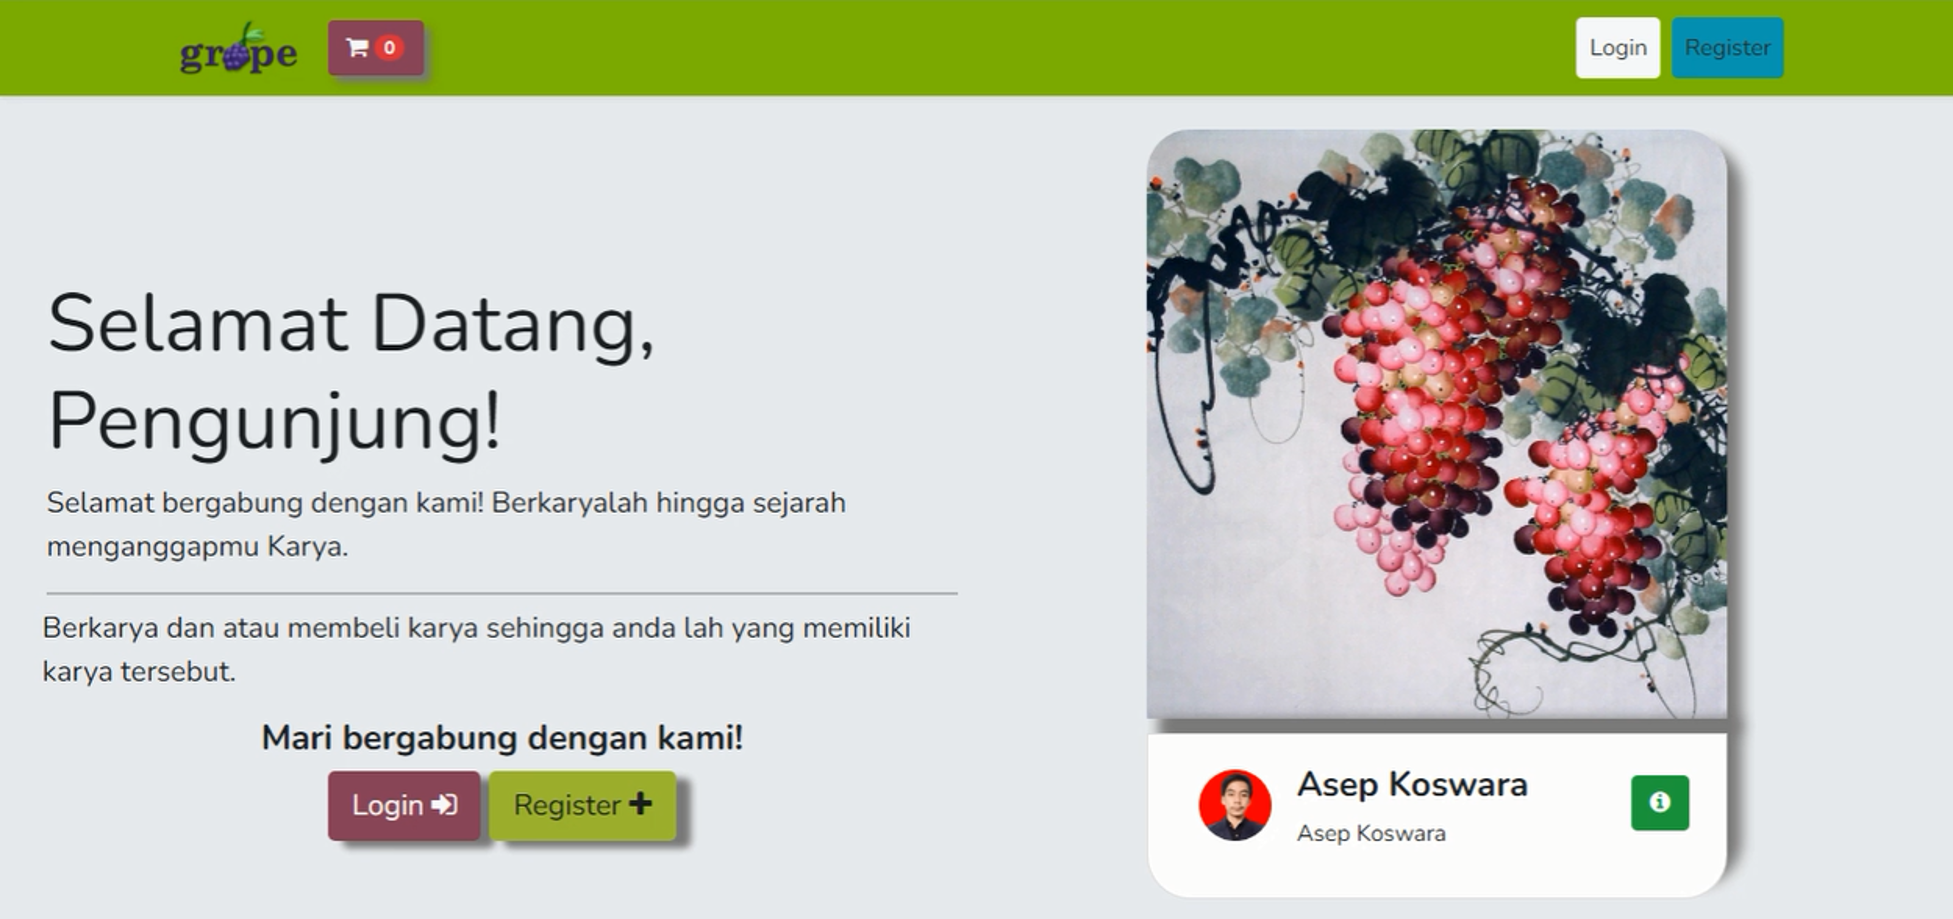 grape
0
Login
Register
Selamat Datang,
Pengunjung!
Selamat bergabung dengan kami! Berkaryalah hingga sejarah
menganggapmu Karya.
Berkarya dan atau membeli karya sehingga anda lah yang memiliki
karya tersebut.
Mari bergabung dengan kami!
Login
Register
Asep Koswara
Asep Koswara